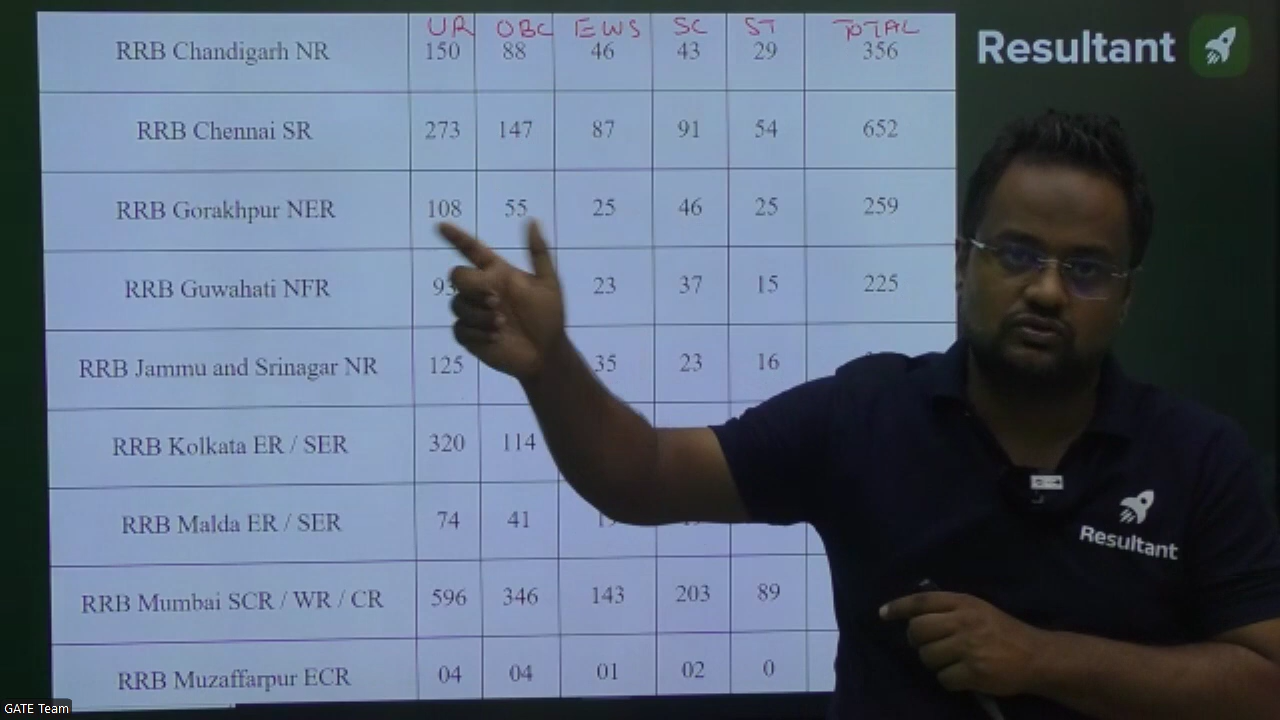 UR OBC EWS SC ST TOTAL
RRB Chandigarh NR 150 88 46 43 29 356
RRB Chennai SR 273 147 87 91 54 652
RRB Gorakhpur NER 108 55 25 46 25 259
RRB Guwahati NFR 23 37 15 225
RRB Jammu and Srinagar NR 125 35 23 16
RRB Kolkata ER / SER 320 114
RRB Malda ER / SER 74 41
RRB Mumbai SCR / WR / CR 596 346 143 203 89
RRB Muzaffarpur ECR 04 04 01 02 0
Resultant
Resultant
GATE Team